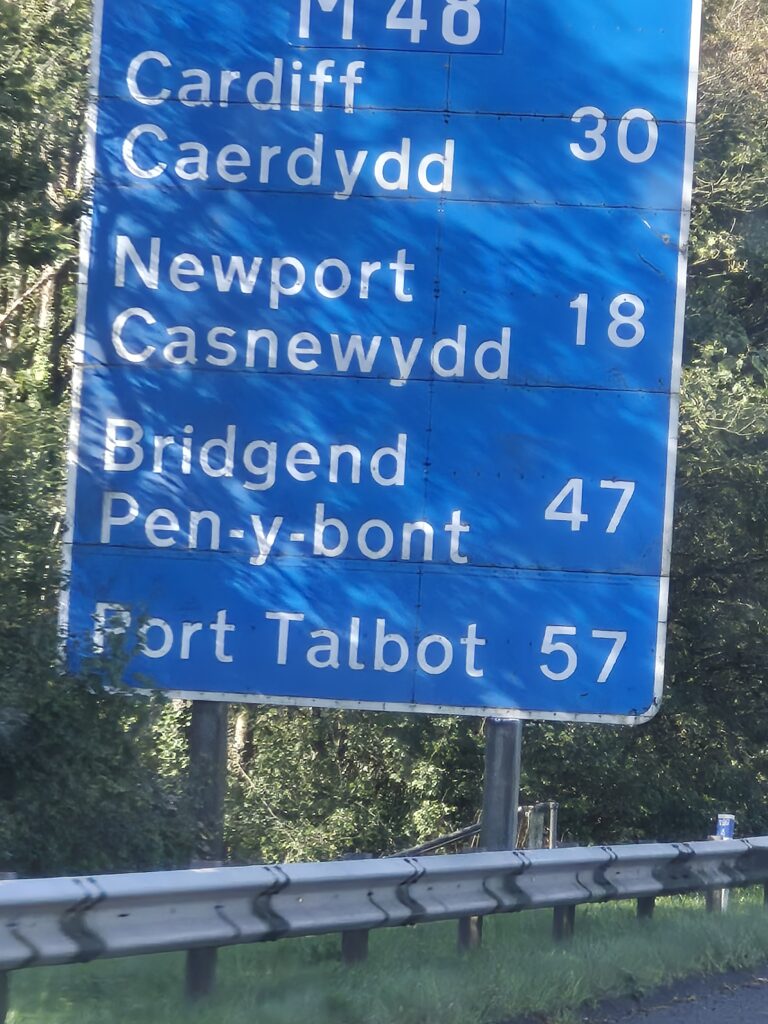 M 48
Cardiff
Caerdydd 30
Newport
Casnewydd 18
Bridgend
Pen-y-bont 47
Port Talbot 57